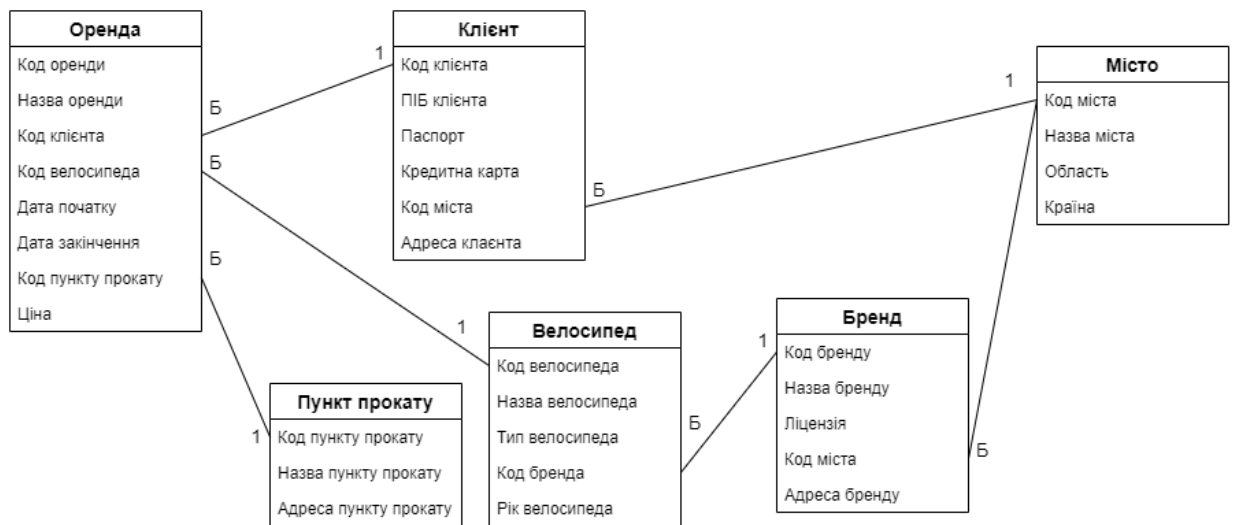 Оренда
Код оренди
Назва оренди
Код клієнта
Код велосипеда
Дата початку
Дата закінчення
Код пункту прокату
Ціна
Клієнт
Код клієнта
ПІБ клієнта
Паспорт
Кредитна карта
Код міста
Адреса клаєнта
Місто
Код міста
Назва міста
Область
Країна
Пункт прокату
Код пункту прокату
Назва пункту прокату
Адреса пункту прокату
Велосипед
Код велосипеда
Назва велосипеда
Тип велосипеда
Код бренда
Рік велосипеда
Бренд
Код бренду
Назва бренду
Ліцензія
Код міста
Адреса бренду
Б
1
Б
1
Б
1
Б
1
Б
1
Б